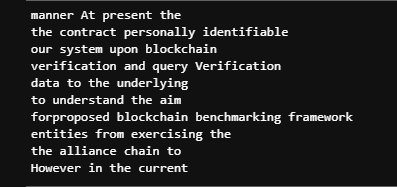 manner At present the
the contract personally identifiable
our system upon blockchain
verification and query Verification
data to the underlying
to understand the aim
forproposed blockchain benchmarking framework
entities from exercising the
the alliance chain to
However in the current